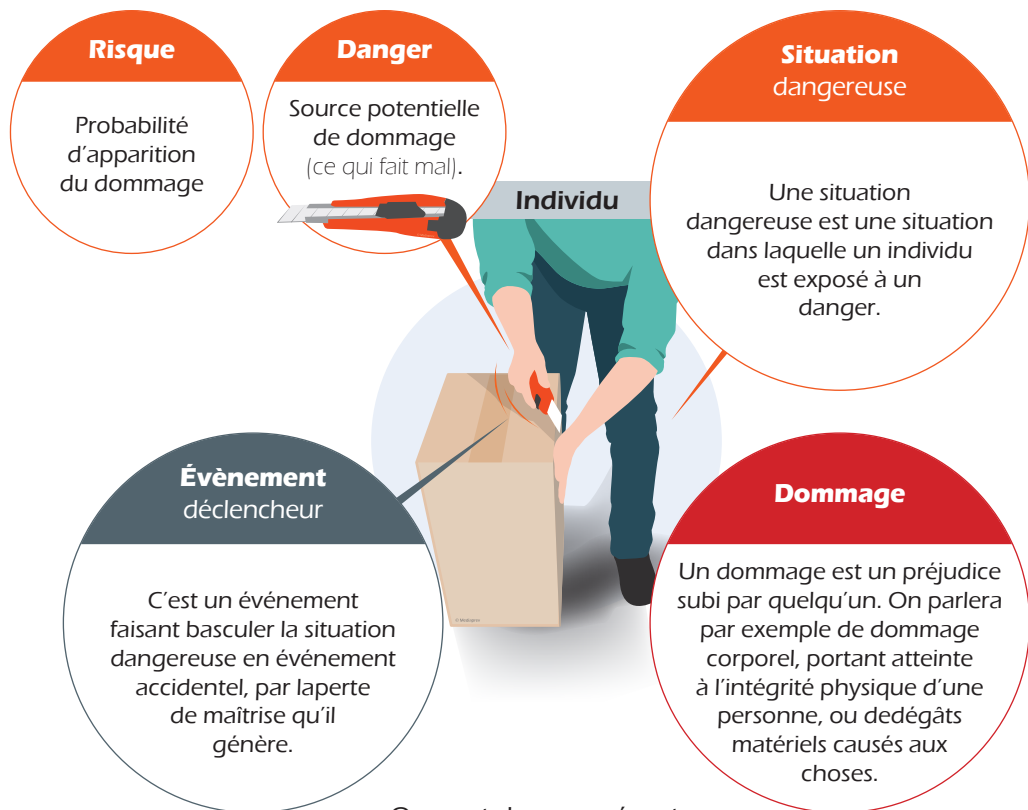 Risque
Probabilité
d'apparition
du dommage
Danger
Source potentielle
de dommage
(ce qui fait mal).
Situation
dangereuse
Une situation
dangereuse est une situation
dans laquelle un individu
est exposé à un
danger.
Individu
Évènement
déclencheur
C'est un événement
faisant basculer la situation
dangereuse en événement
accidentel, par laperte
de maîtrise qu'il
génère.
Dommage
Un dommage est un préjudice
subi par quelqu'un. On parlera
par exemple de dommage
corporel, portant atteinte
à l'intégrité physique d'une
personne, ou dedégâts
matériels causés aux
choses.